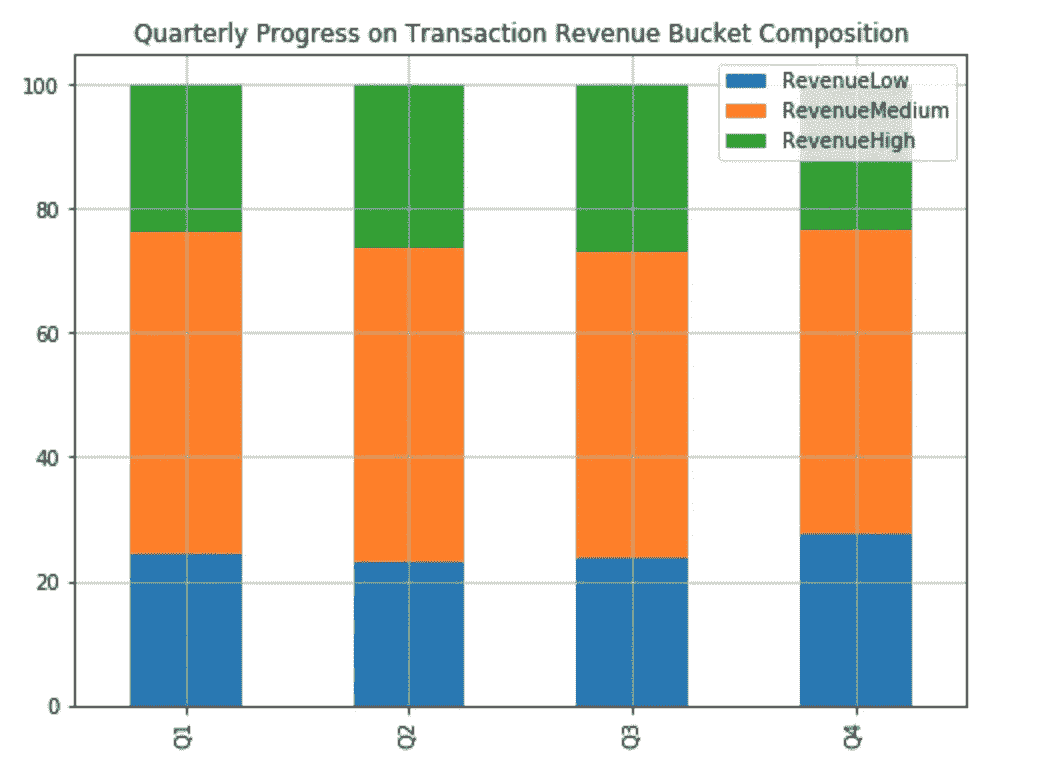 Quarterly Progress on Transaction Revenue Bucket Composition
RevenueLow
RevenueMedium
RevenueHigh
100
80
60
40
20
0
Q1
Q2
Q3
Q4